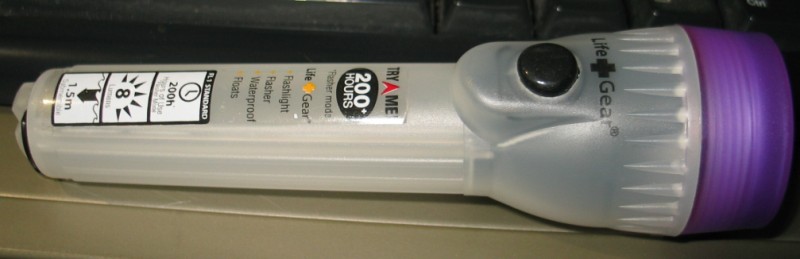 Life Gear®
TRY ME
200+
HOURS
Flasher mode
Life Gear
Flashlight
Flasher
Waterproof
Floats
FL1 STANDARD
200h
8
1.5m